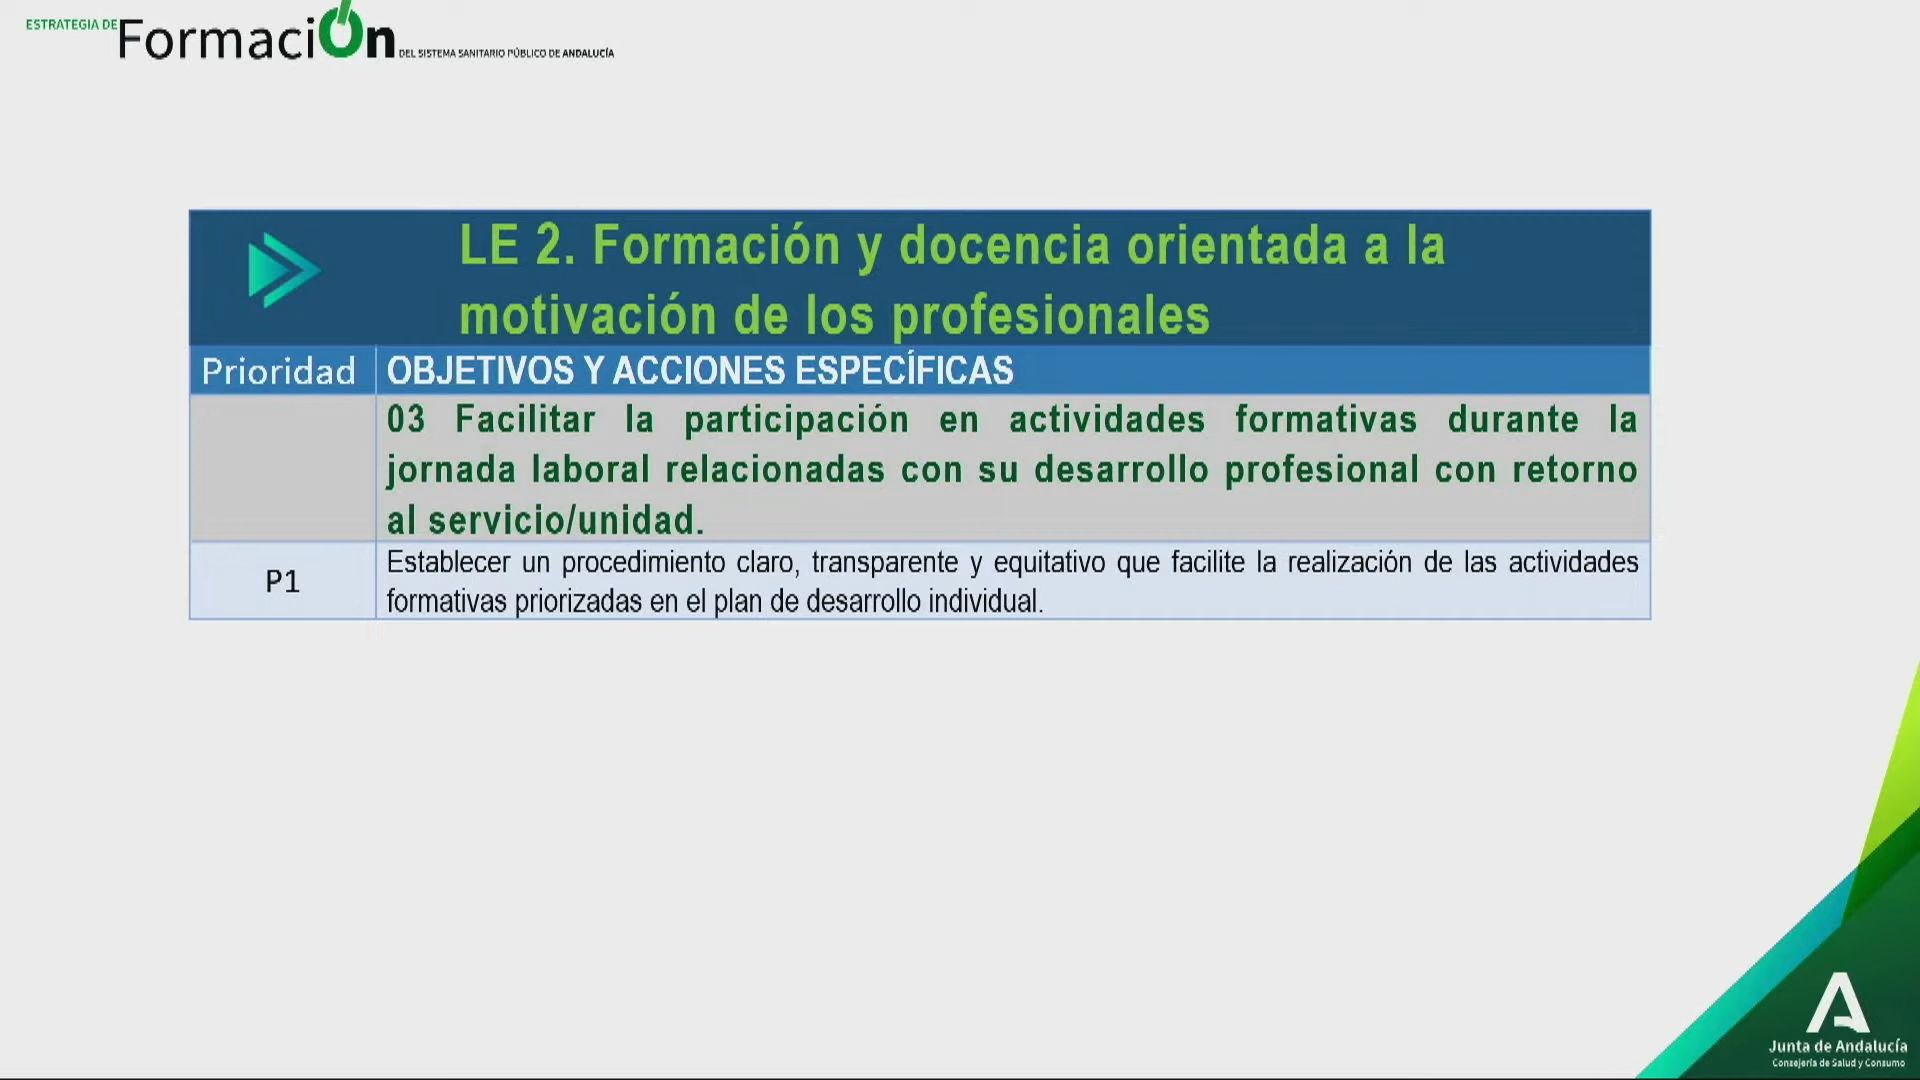 ESTRATEGIA DE
Formación
DEL SISTEMA SANITARIO PÚBLICO DE ANDALUCÍA
LE 2. Formación y docencia orientada a la
motivación de los profesionales
Prioridad
OBJETIVOS Y ACCIONES ESPECÍFICAS
03 Facilitar la participación en actividades formativas durante la
jornada laboral relacionadas con su desarrollo profesional con retorno
al servicio/unidad.
P1
Establecer un procedimiento claro, transparente y equitativo que facilite la realización de las actividades
formativas priorizadas en el plan de desarrollo individual.
Junta de Andalucía
Consejería de Salud y Consumo